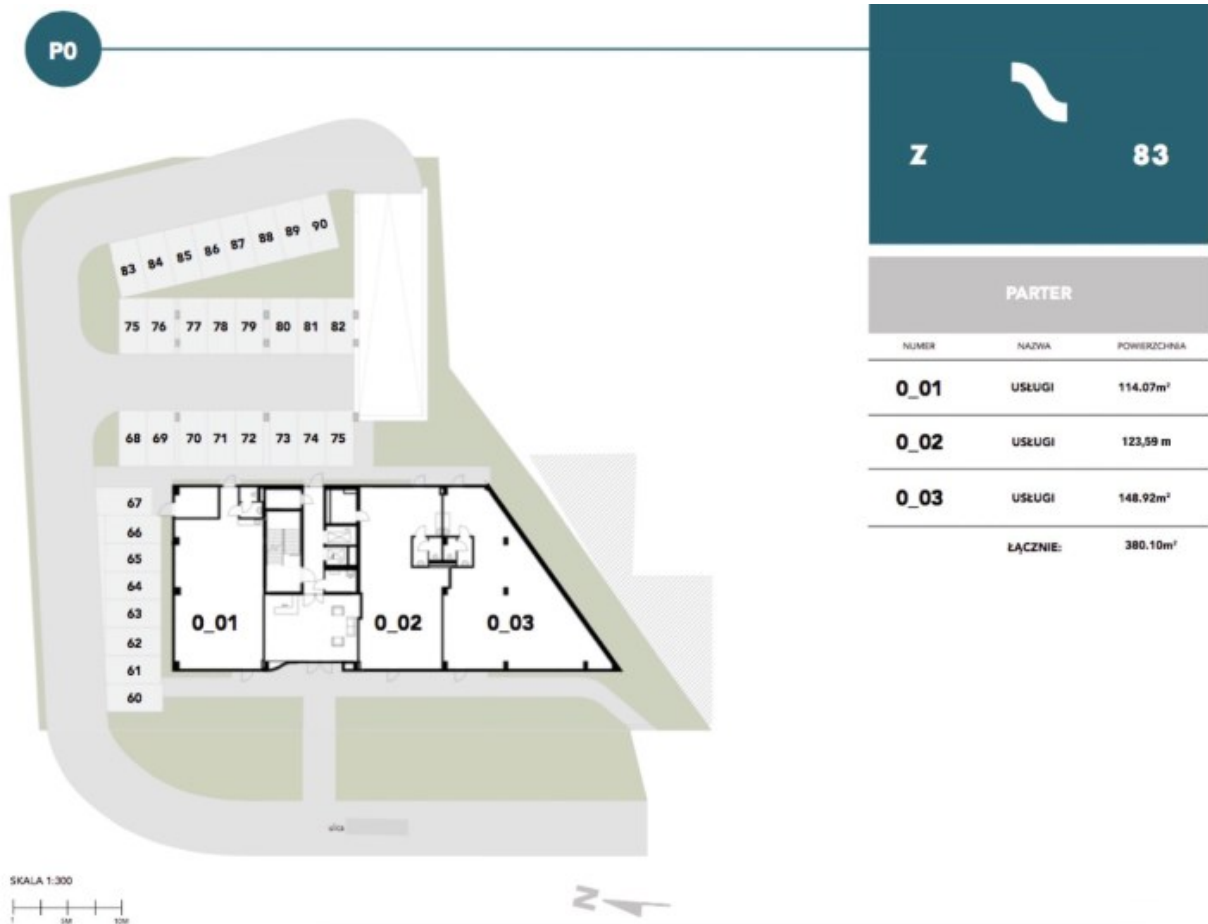 P0
Z 83
PARTER
NUMER NAZWA POWIERZCHNIA
0_01 USŁUGI 114.07m²
0_02 USŁUGI 123,59 m
0_03 USŁUGI 148.92m²
ŁĄCZNIE: 380.10m²
83 84 85 86 87 88 89 90
75 76 77 78 79 80 81 82
68 69 70 71 72 73 74 75
67
66
65
64
63
62
61
60
0_01 0_02 0_03
ulica
SKALA 1:300
1 5M 10M
N